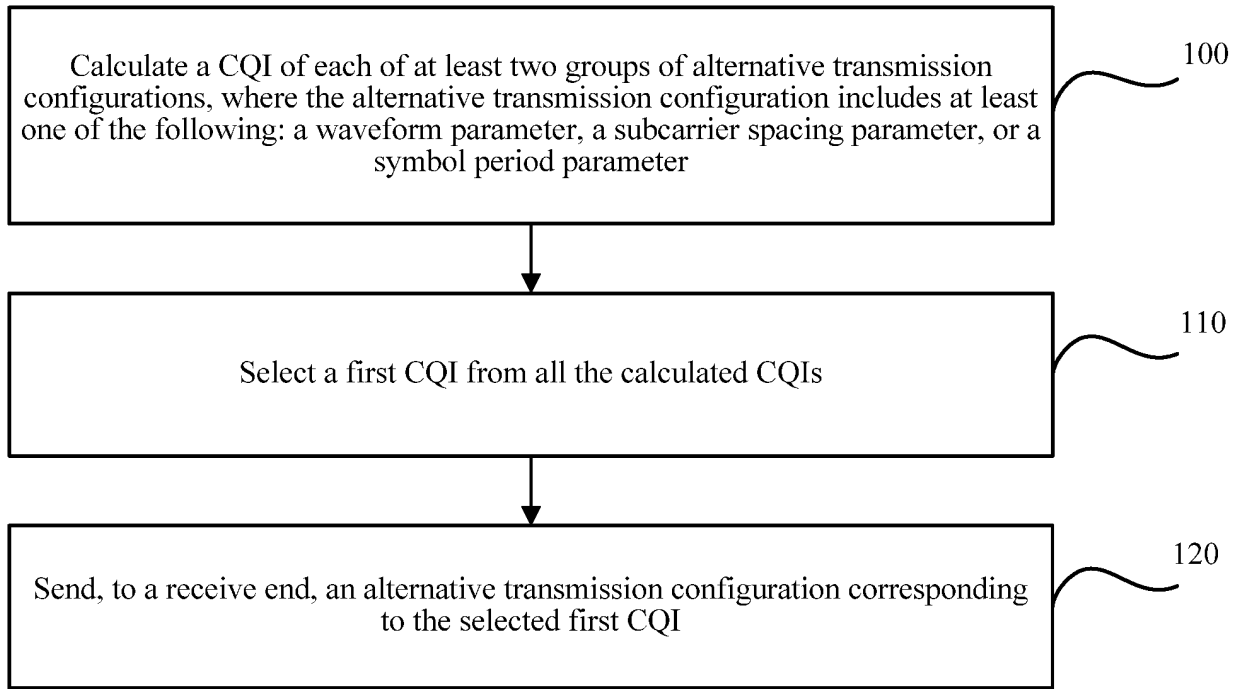 100
Calculate a CQI of each of at least two groups of alternative transmission
configurations, where the alternative transmission configuration includes at least
one of the following: a waveform parameter, a subcarrier spacing parameter, or a
symbol period parameter
110
Select a first CQI from all the calculated CQIs
120
Send, to a receive end, an alternative transmission configuration corresponding
to the selected first CQI